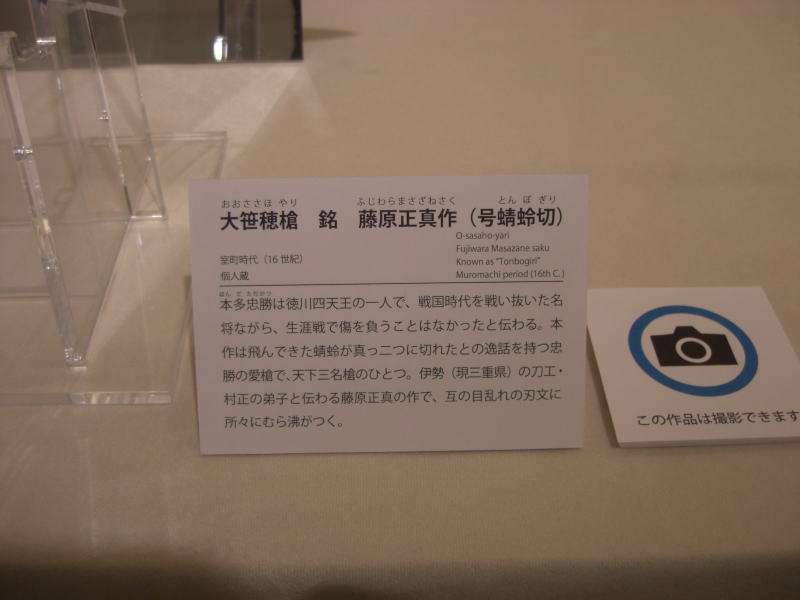 おおささほ やり ふじわらまさざねさく とんぼぎり
大笹穂槍 銘 藤原正真作（号蜻蛉切）
O-sasaho-yari
Fujiwara Masazane saku
Known as "Tonbogiri"
Muromachi period (16th C.)
室町時代（16世紀）
個人蔵
ほんだ ただかつ
本多忠勝は徳川四天王の一人で、戦国時代を戦い抜いた名
将ながら、生涯戦で傷を負うことはなかったと伝わる。本
作は飛んできた蜻蛉が真っ二つに切れたとの逸話を持つ忠
勝の愛槍で、天下三名槍のひとつ。伊勢（現三重県）の刀工・
村正の弟子と伝わる藤原正真の作で、互の目乱れの刃文に
所々にむら沸がつく。
この作品は撮影できます